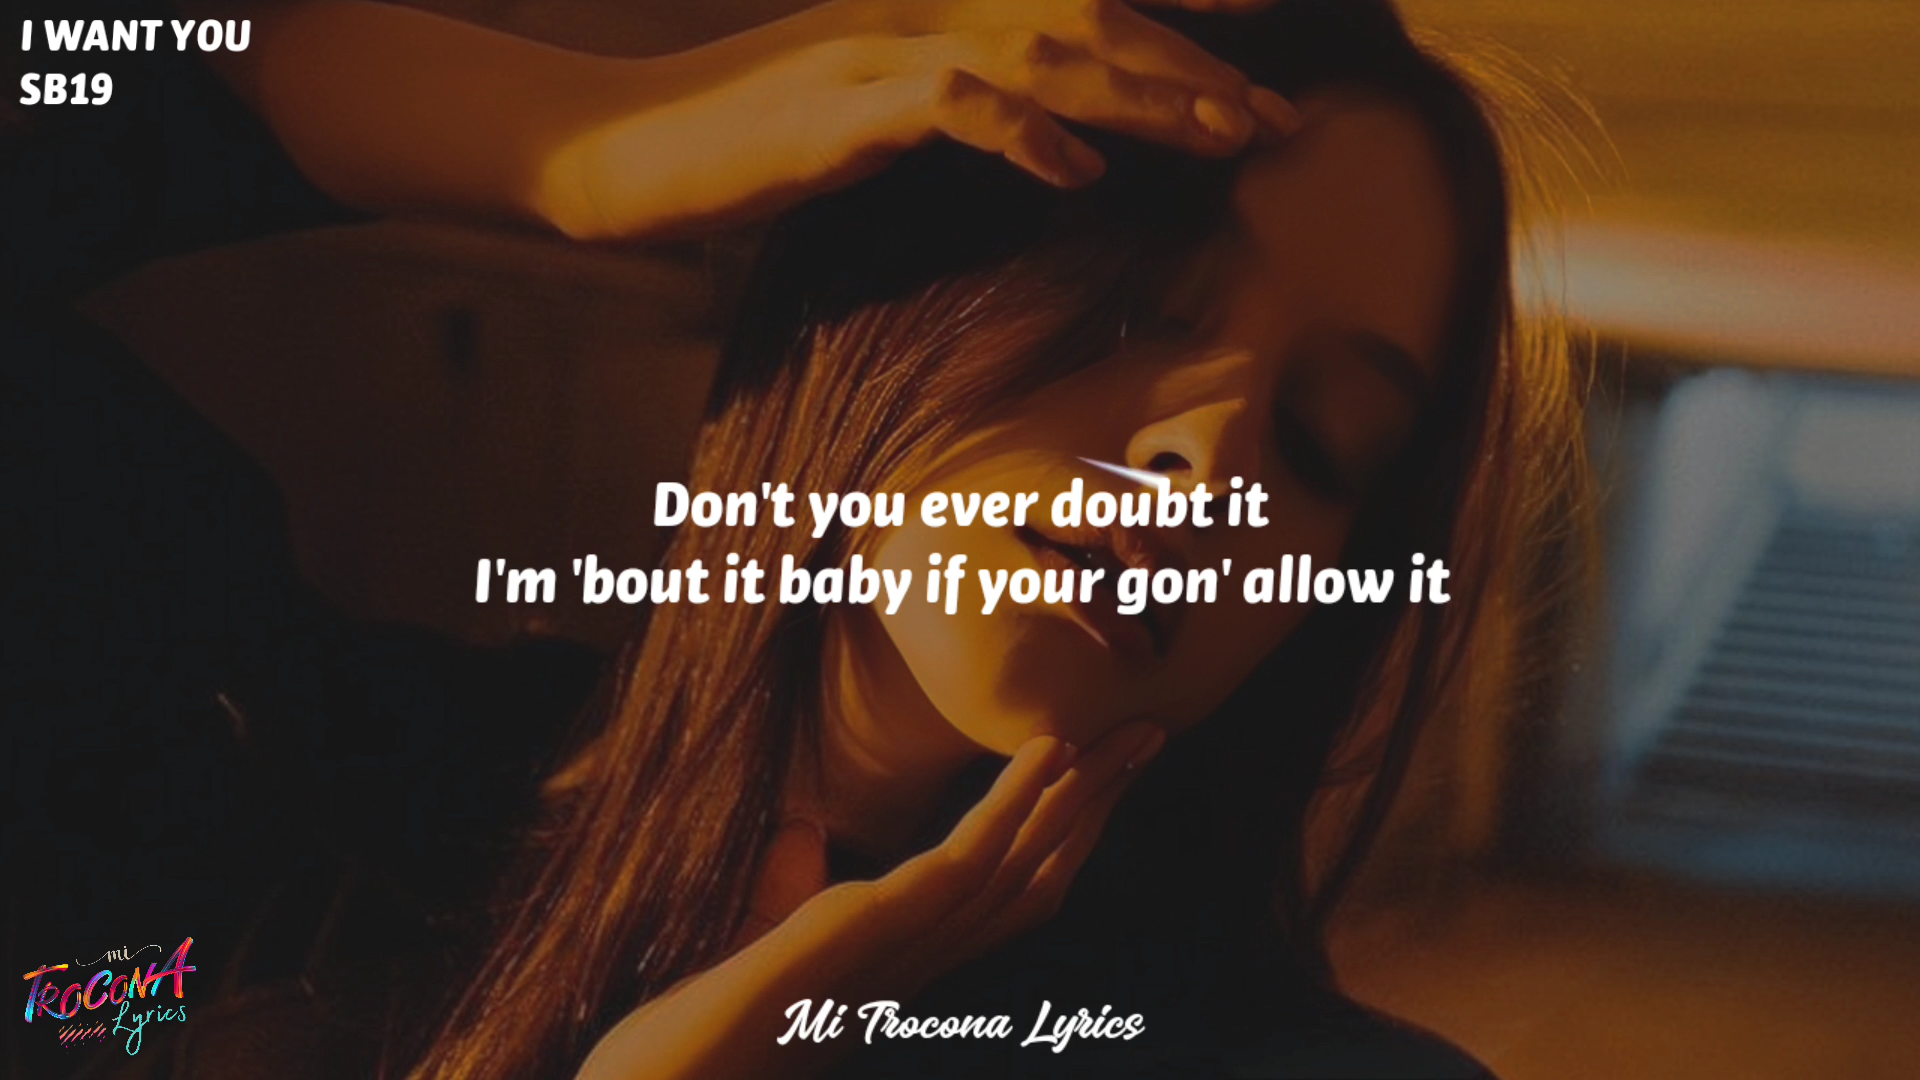 I WANT YOU
SB19
Don't you ever doubt it
I'm 'bout it baby if your gon' allow it
mi
TROCONA
Lyrics
Mi Trocona Lyrics